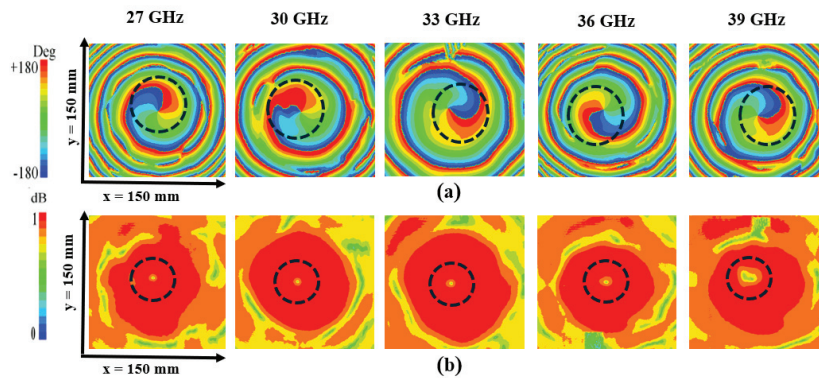 27 GHz 30 GHz 33 GHz 36 GHz 39 GHz
Deg
+180
-180
y = 150 mm
x = 150 mm
(a)
dB
1
0
y = 150 mm
x = 150 mm
(b)